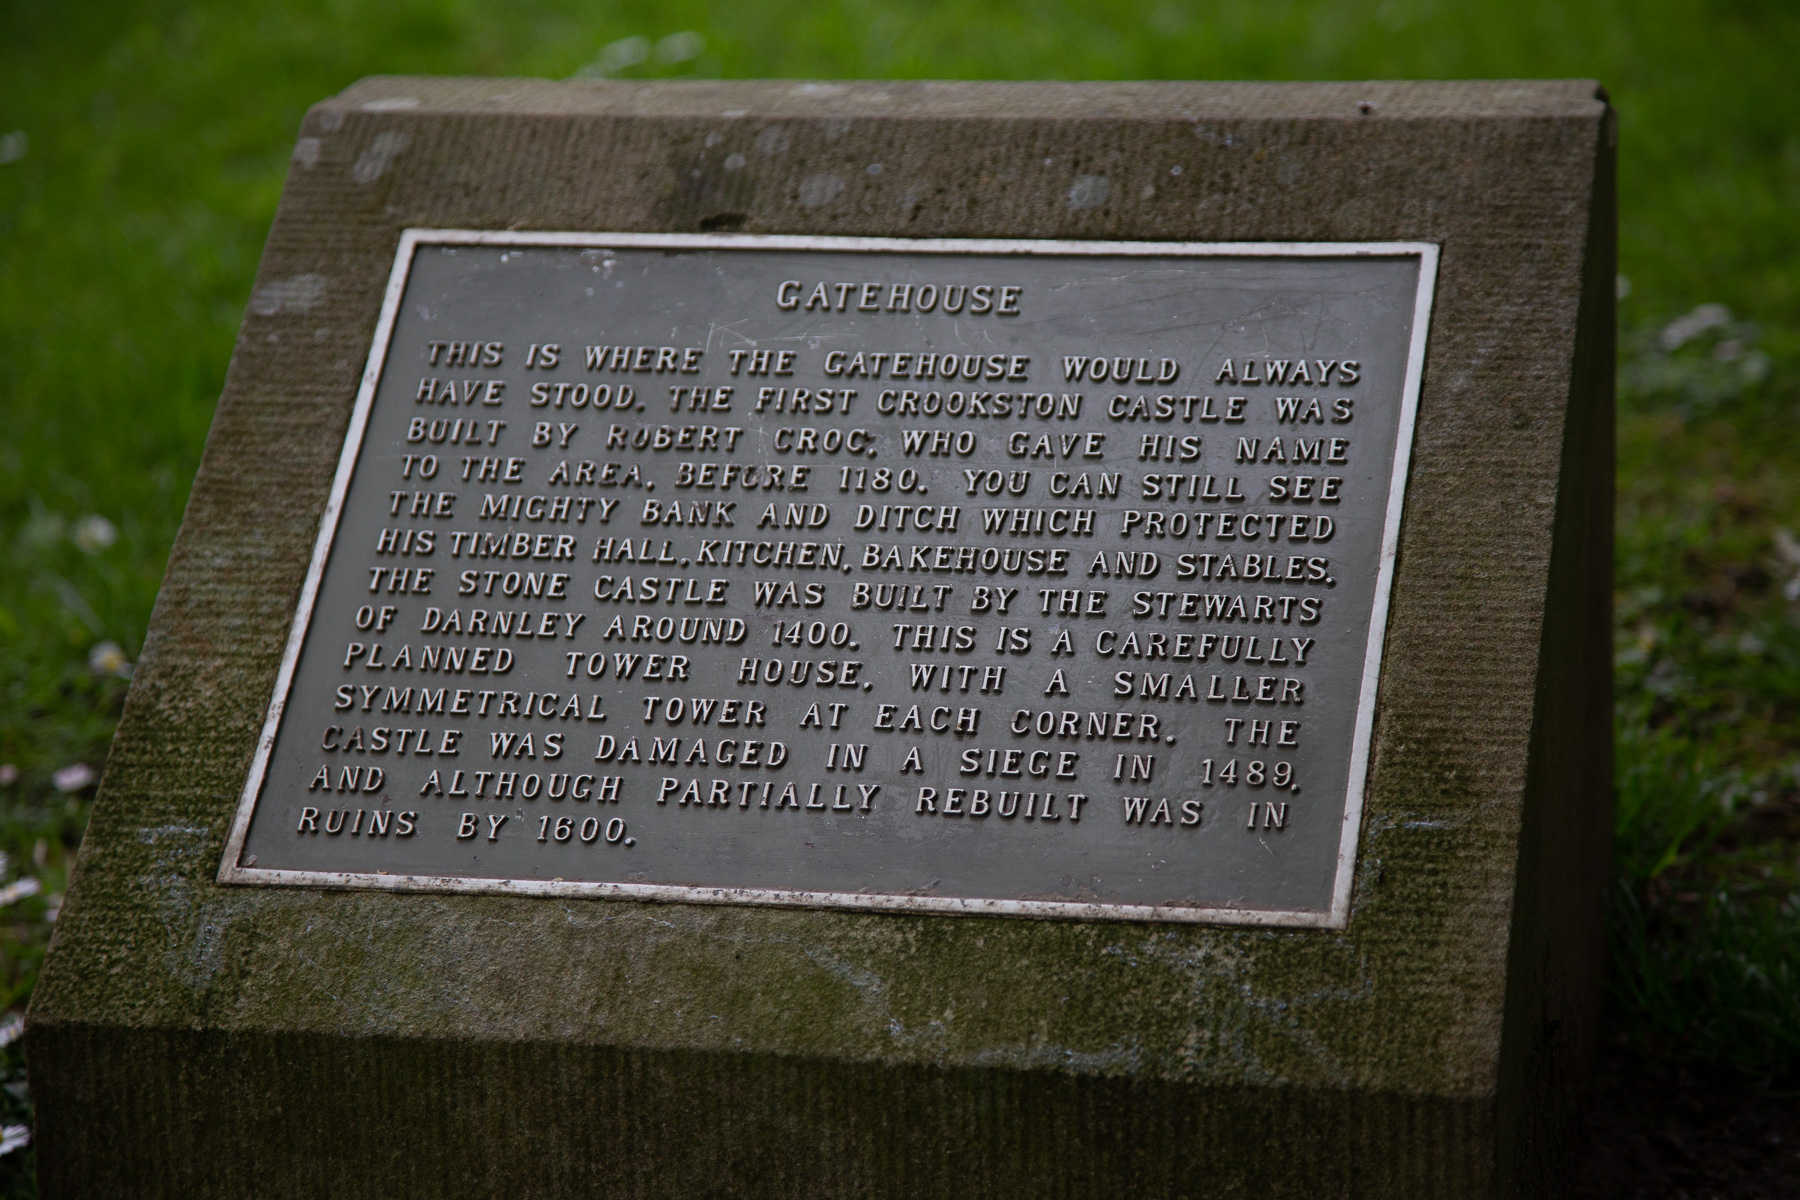 GATEHOUSE
THIS IS WHERE THE GATEHOUSE WOULD ALWAYS
HAVE STOOD. THE FIRST CROOKSTON CASTLE WAS
BUILT BY ROBERT CROC, WHO GAVE HIS NAME
TO THE AREA, BEFORE 1180. YOU CAN STILL SEE
THE MIGHTY BANK AND DITCH WHICH PROTECTED
HIS TIMBER HALL, KITCHEN, BAKEHOUSE AND STABLES.
THE STONE CASTLE WAS BUILT BY THE STEWARTS
OF DARNLEY AROUND 1400. THIS IS A CAREFULLY
PLANNED TOWER HOUSE, WITH A SMALLER
SYMMETRICAL TOWER AT EACH CORNER. THE
CASTLE WAS DAMAGED IN A SIEGE IN 1489,
AND ALTHOUGH PARTIALLY REBUILT WAS IN
RUINS BY 1600.